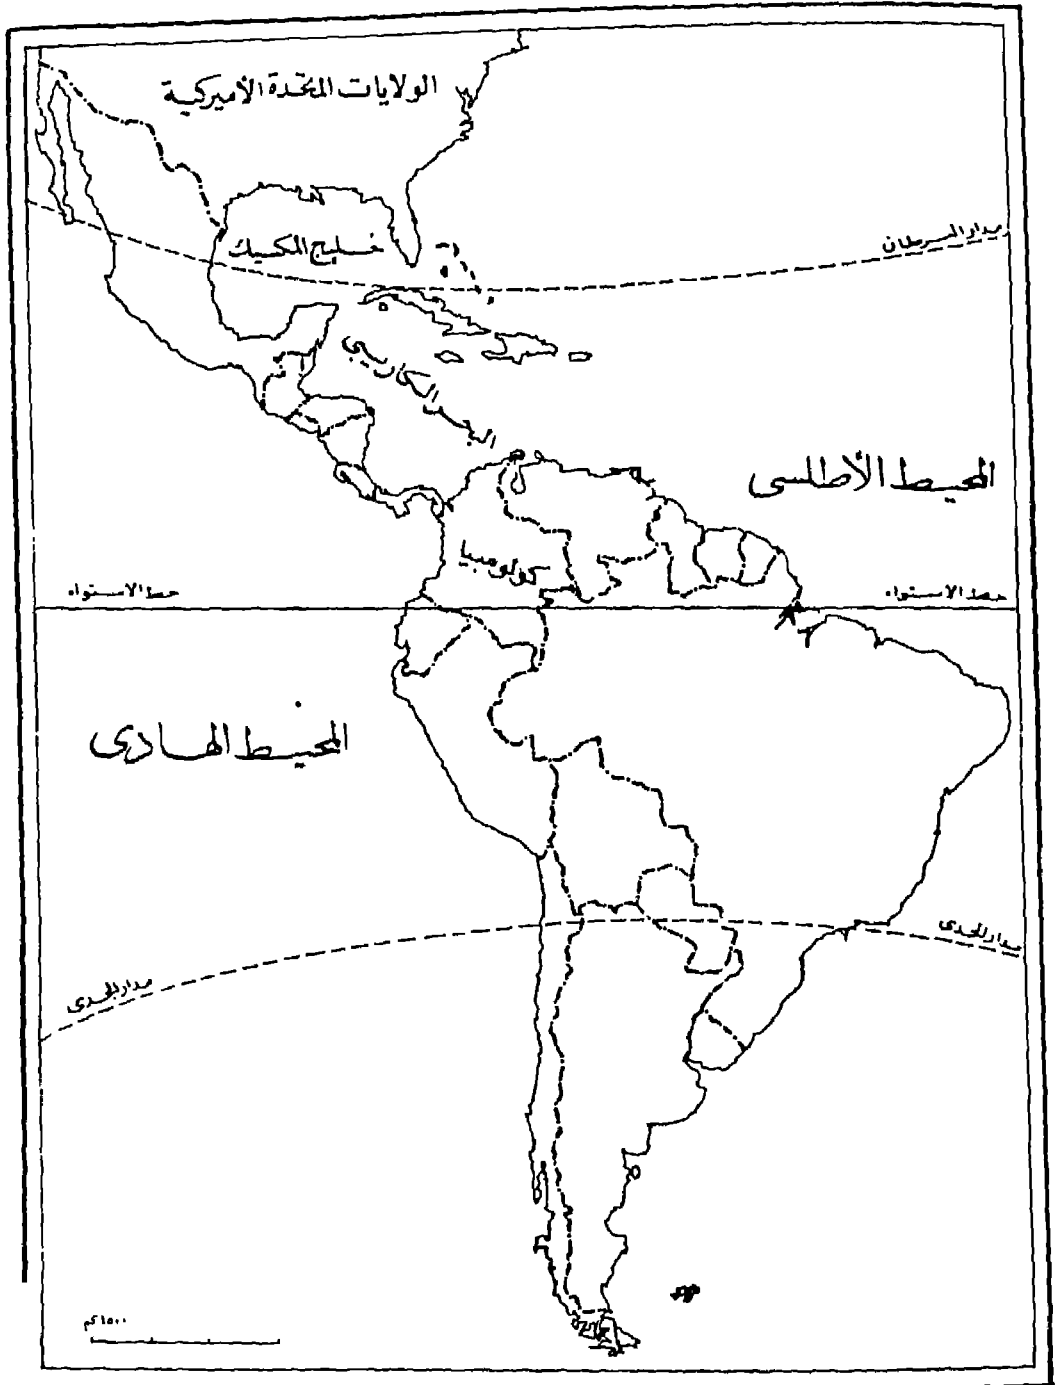 الولايات المتحدة الأميركية
خليج المكسيك
مدار السرطان
البحر الكاريبي
المحيط الأطلسي
كولومبيا
خط الاستواء
خط الاستواء
المحيط الهادي
مدار الجدي
مدار الجدي
١٥٠٠ كم